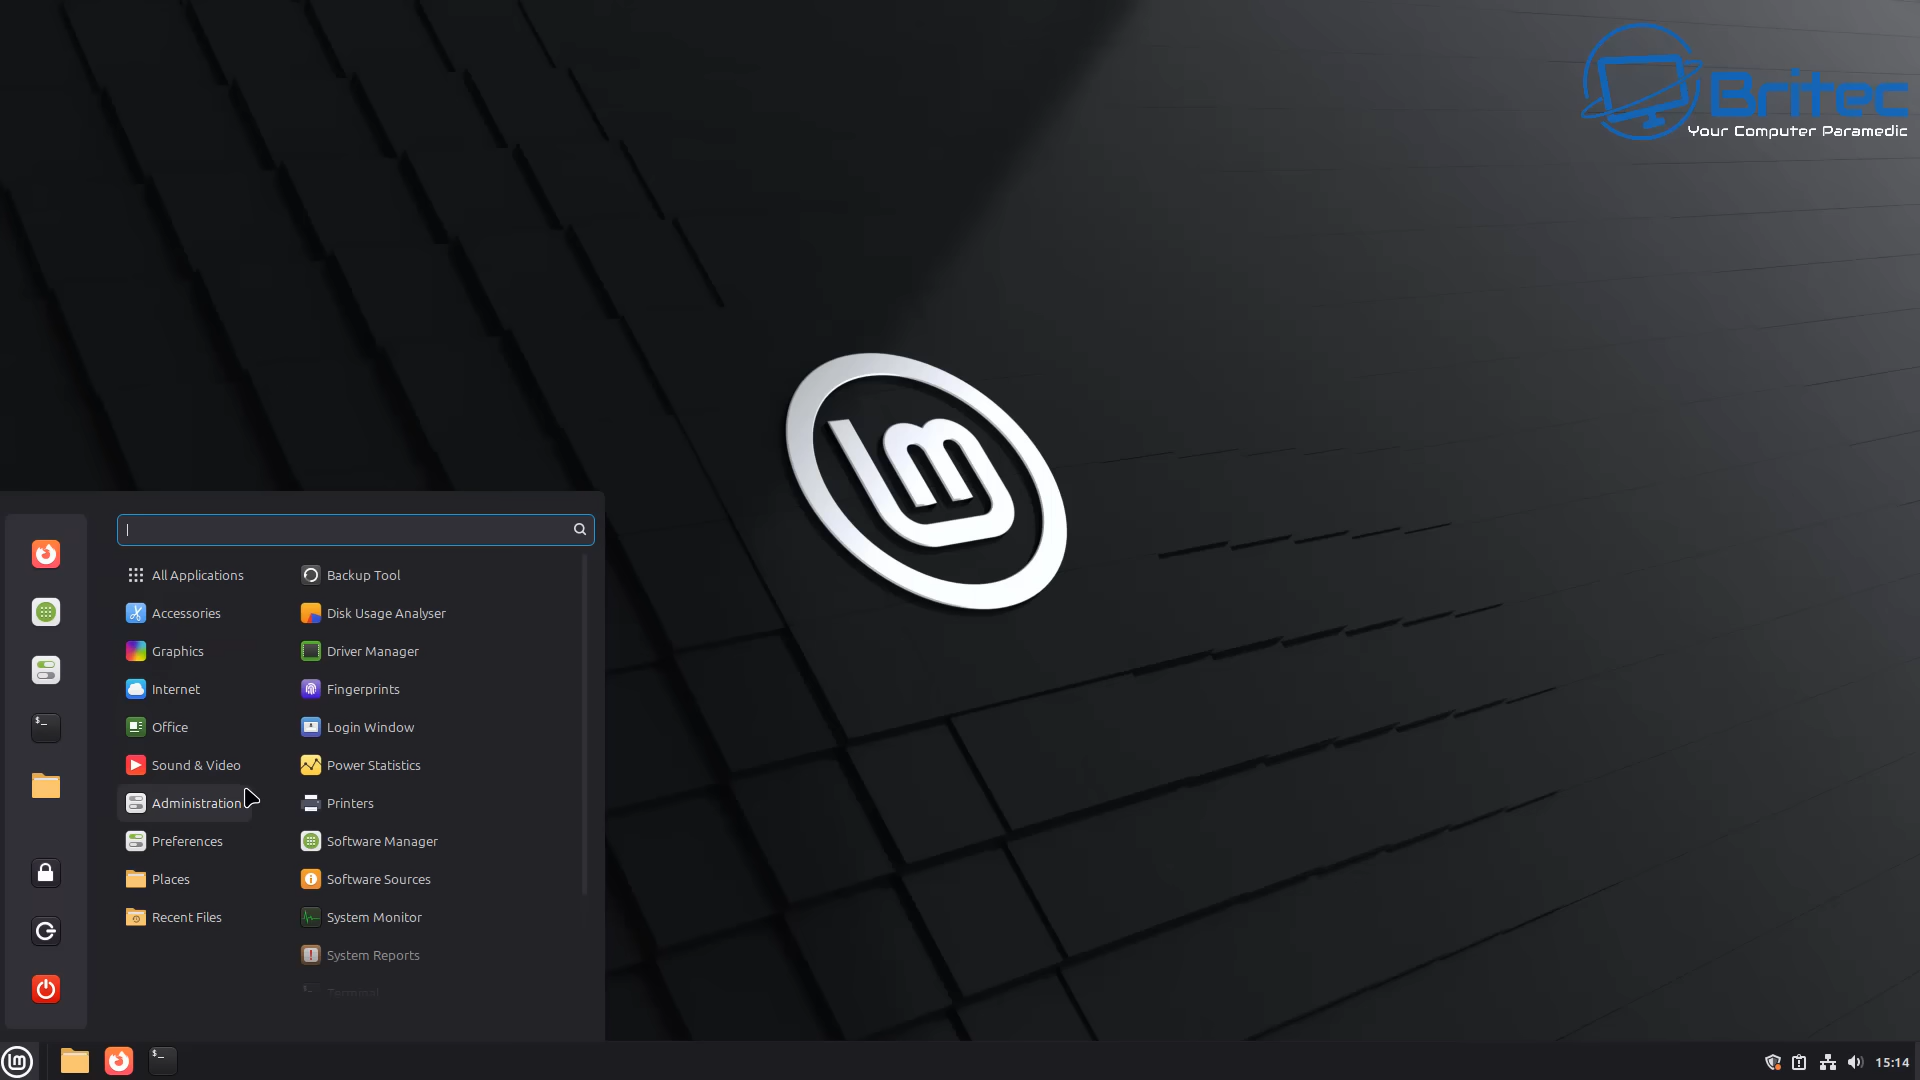 Britec
Your Computer Paramedic
All Applications
Accessories
Graphics
Internet
Office
Sound & Video
Administration
Preferences
Places
Recent Files
Backup Tool
Disk Usage Analyser
Driver Manager
Fingerprints
Login Window
Power Statistics
Printers
Software Manager
Software Sources
System Monitor
System Reports
Terminal
15:14